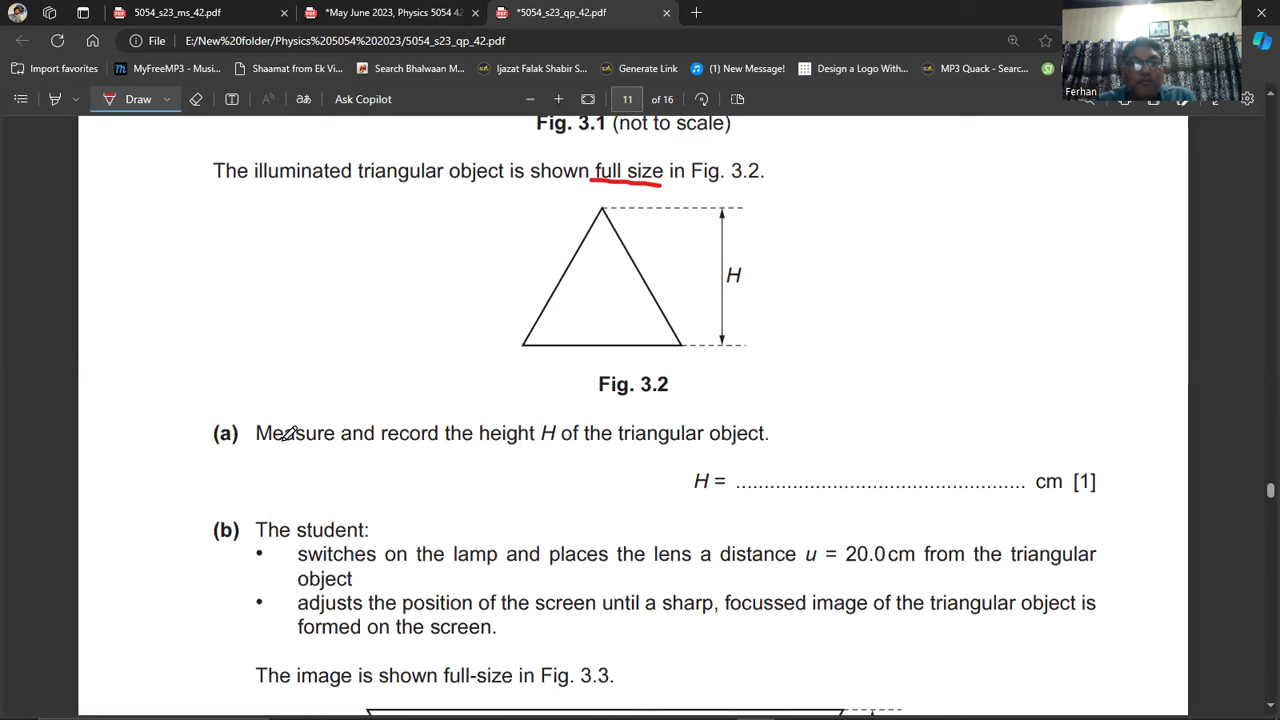 5054_s23_ms_42.pdf
*May June 2023, Physics 5054 42
*5054_s23_qp_42.pdf
File
E:/New%20folder/Physics%205054%202023/5054_s23_qp_42.pdf
Import favorites
MyFreeMP3 - Musi...
Shaamat from Ek Vi...
Search Bhalwaan M...
Ijazat Falak Shabir S...
Generate Link
(1) New Message!
Design a Logo With...
MP3 Quack - Searc...
Draw
Ask Copilot
11 of 16
Ferhan
Fig. 3.1 (not to scale)
The illuminated triangular object is shown full size in Fig. 3.2.
H
Fig. 3.2
(a) Measure and record the height H of the triangular object.
H = ................................................. cm [1]
(b) The student:
• switches on the lamp and places the lens a distance u = 20.0 cm from the triangular
object
• adjusts the position of the screen until a sharp, focussed image of the triangular object is
formed on the screen.
The image is shown full-size in Fig. 3.3.